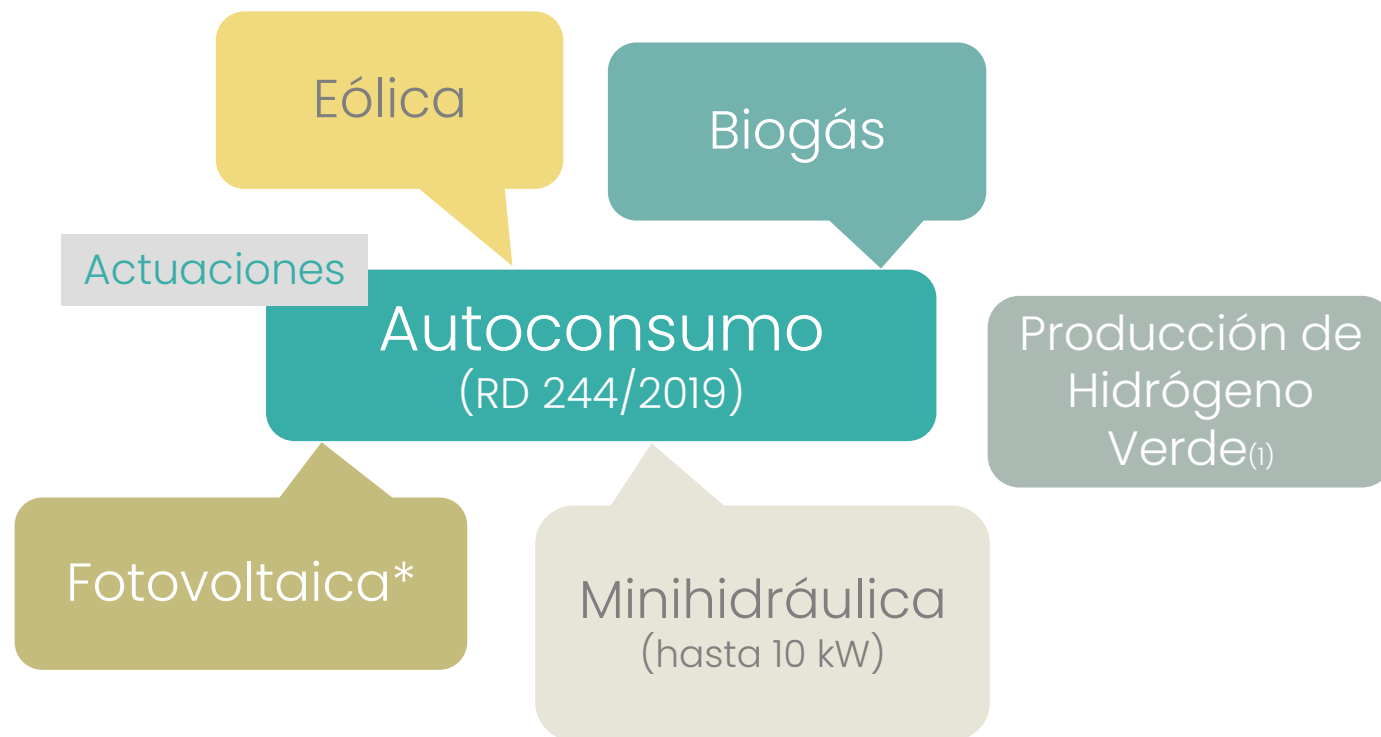 Eólica
Biogás
Actuaciones
Autoconsumo
(RD 244/2019)
Producción de
Hidrógeno
Verde(1)
Fotovoltaica*
Minihidráulica
(hasta 10 kW)